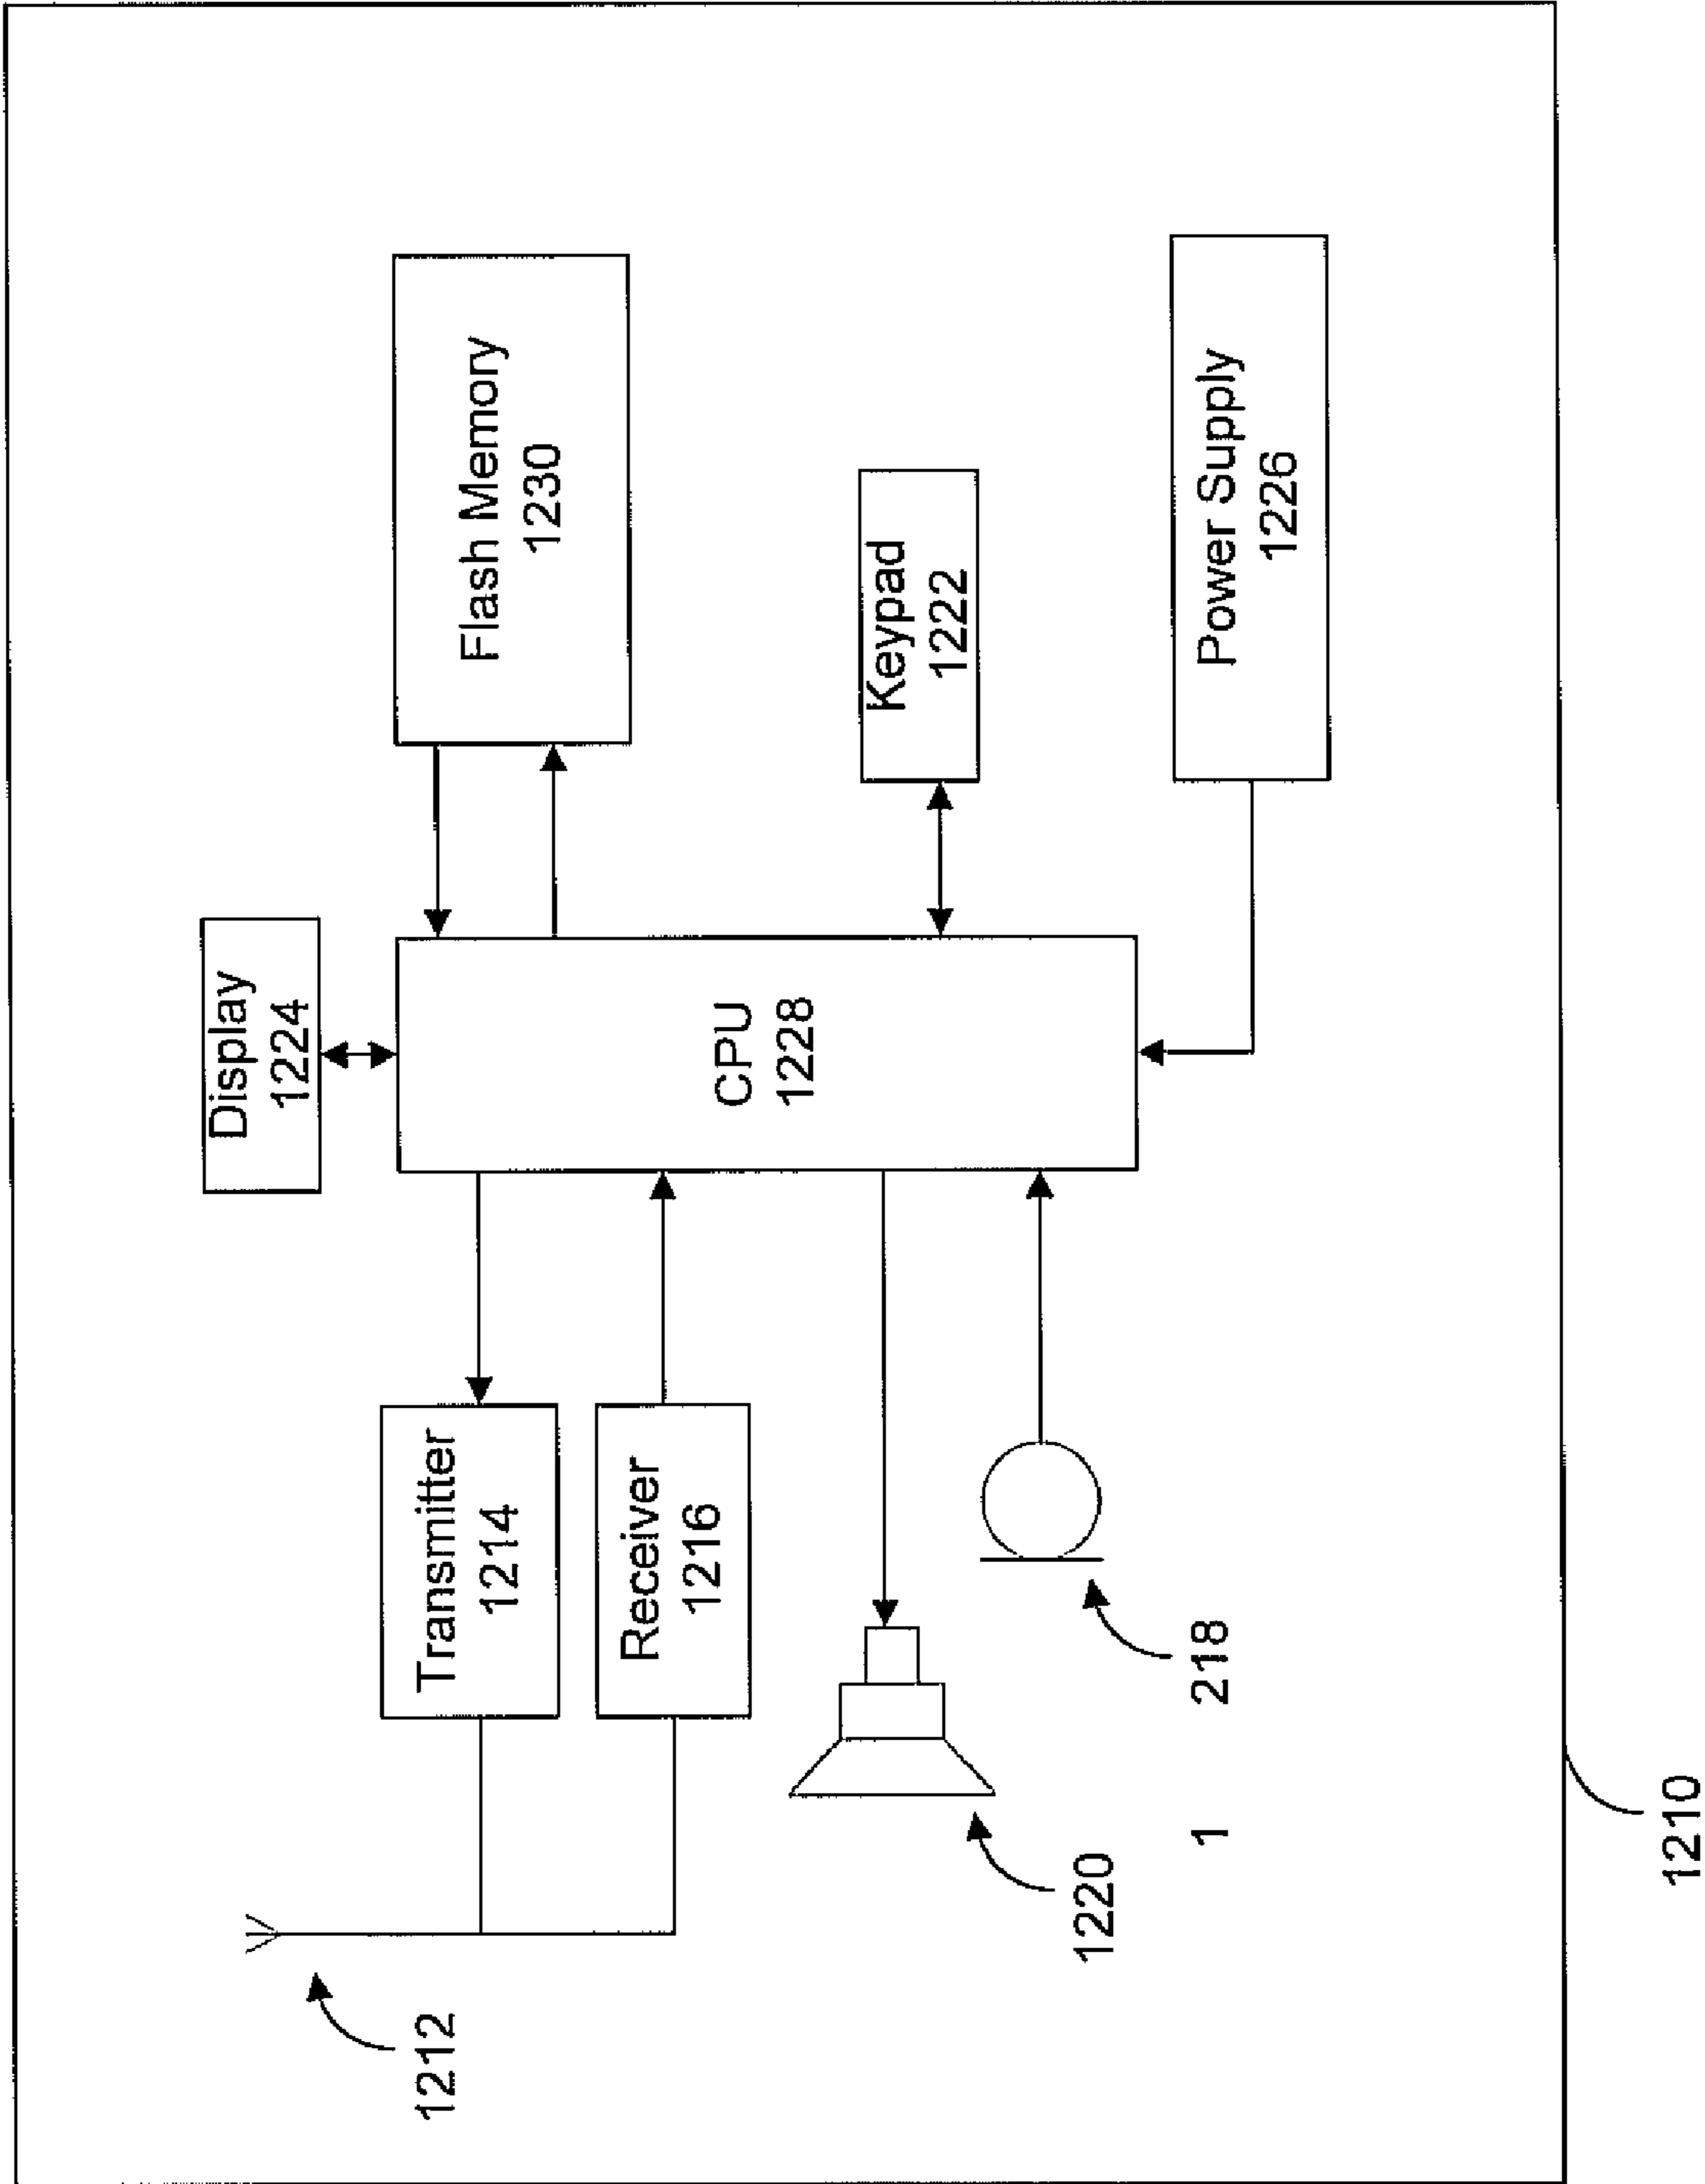 Display
1224
Transmitter
1214
Flash Memory
1230
1212
Receiver
1216
CPU
1228
Keypad
1222
1220
1 218
Power Supply
1226
1210